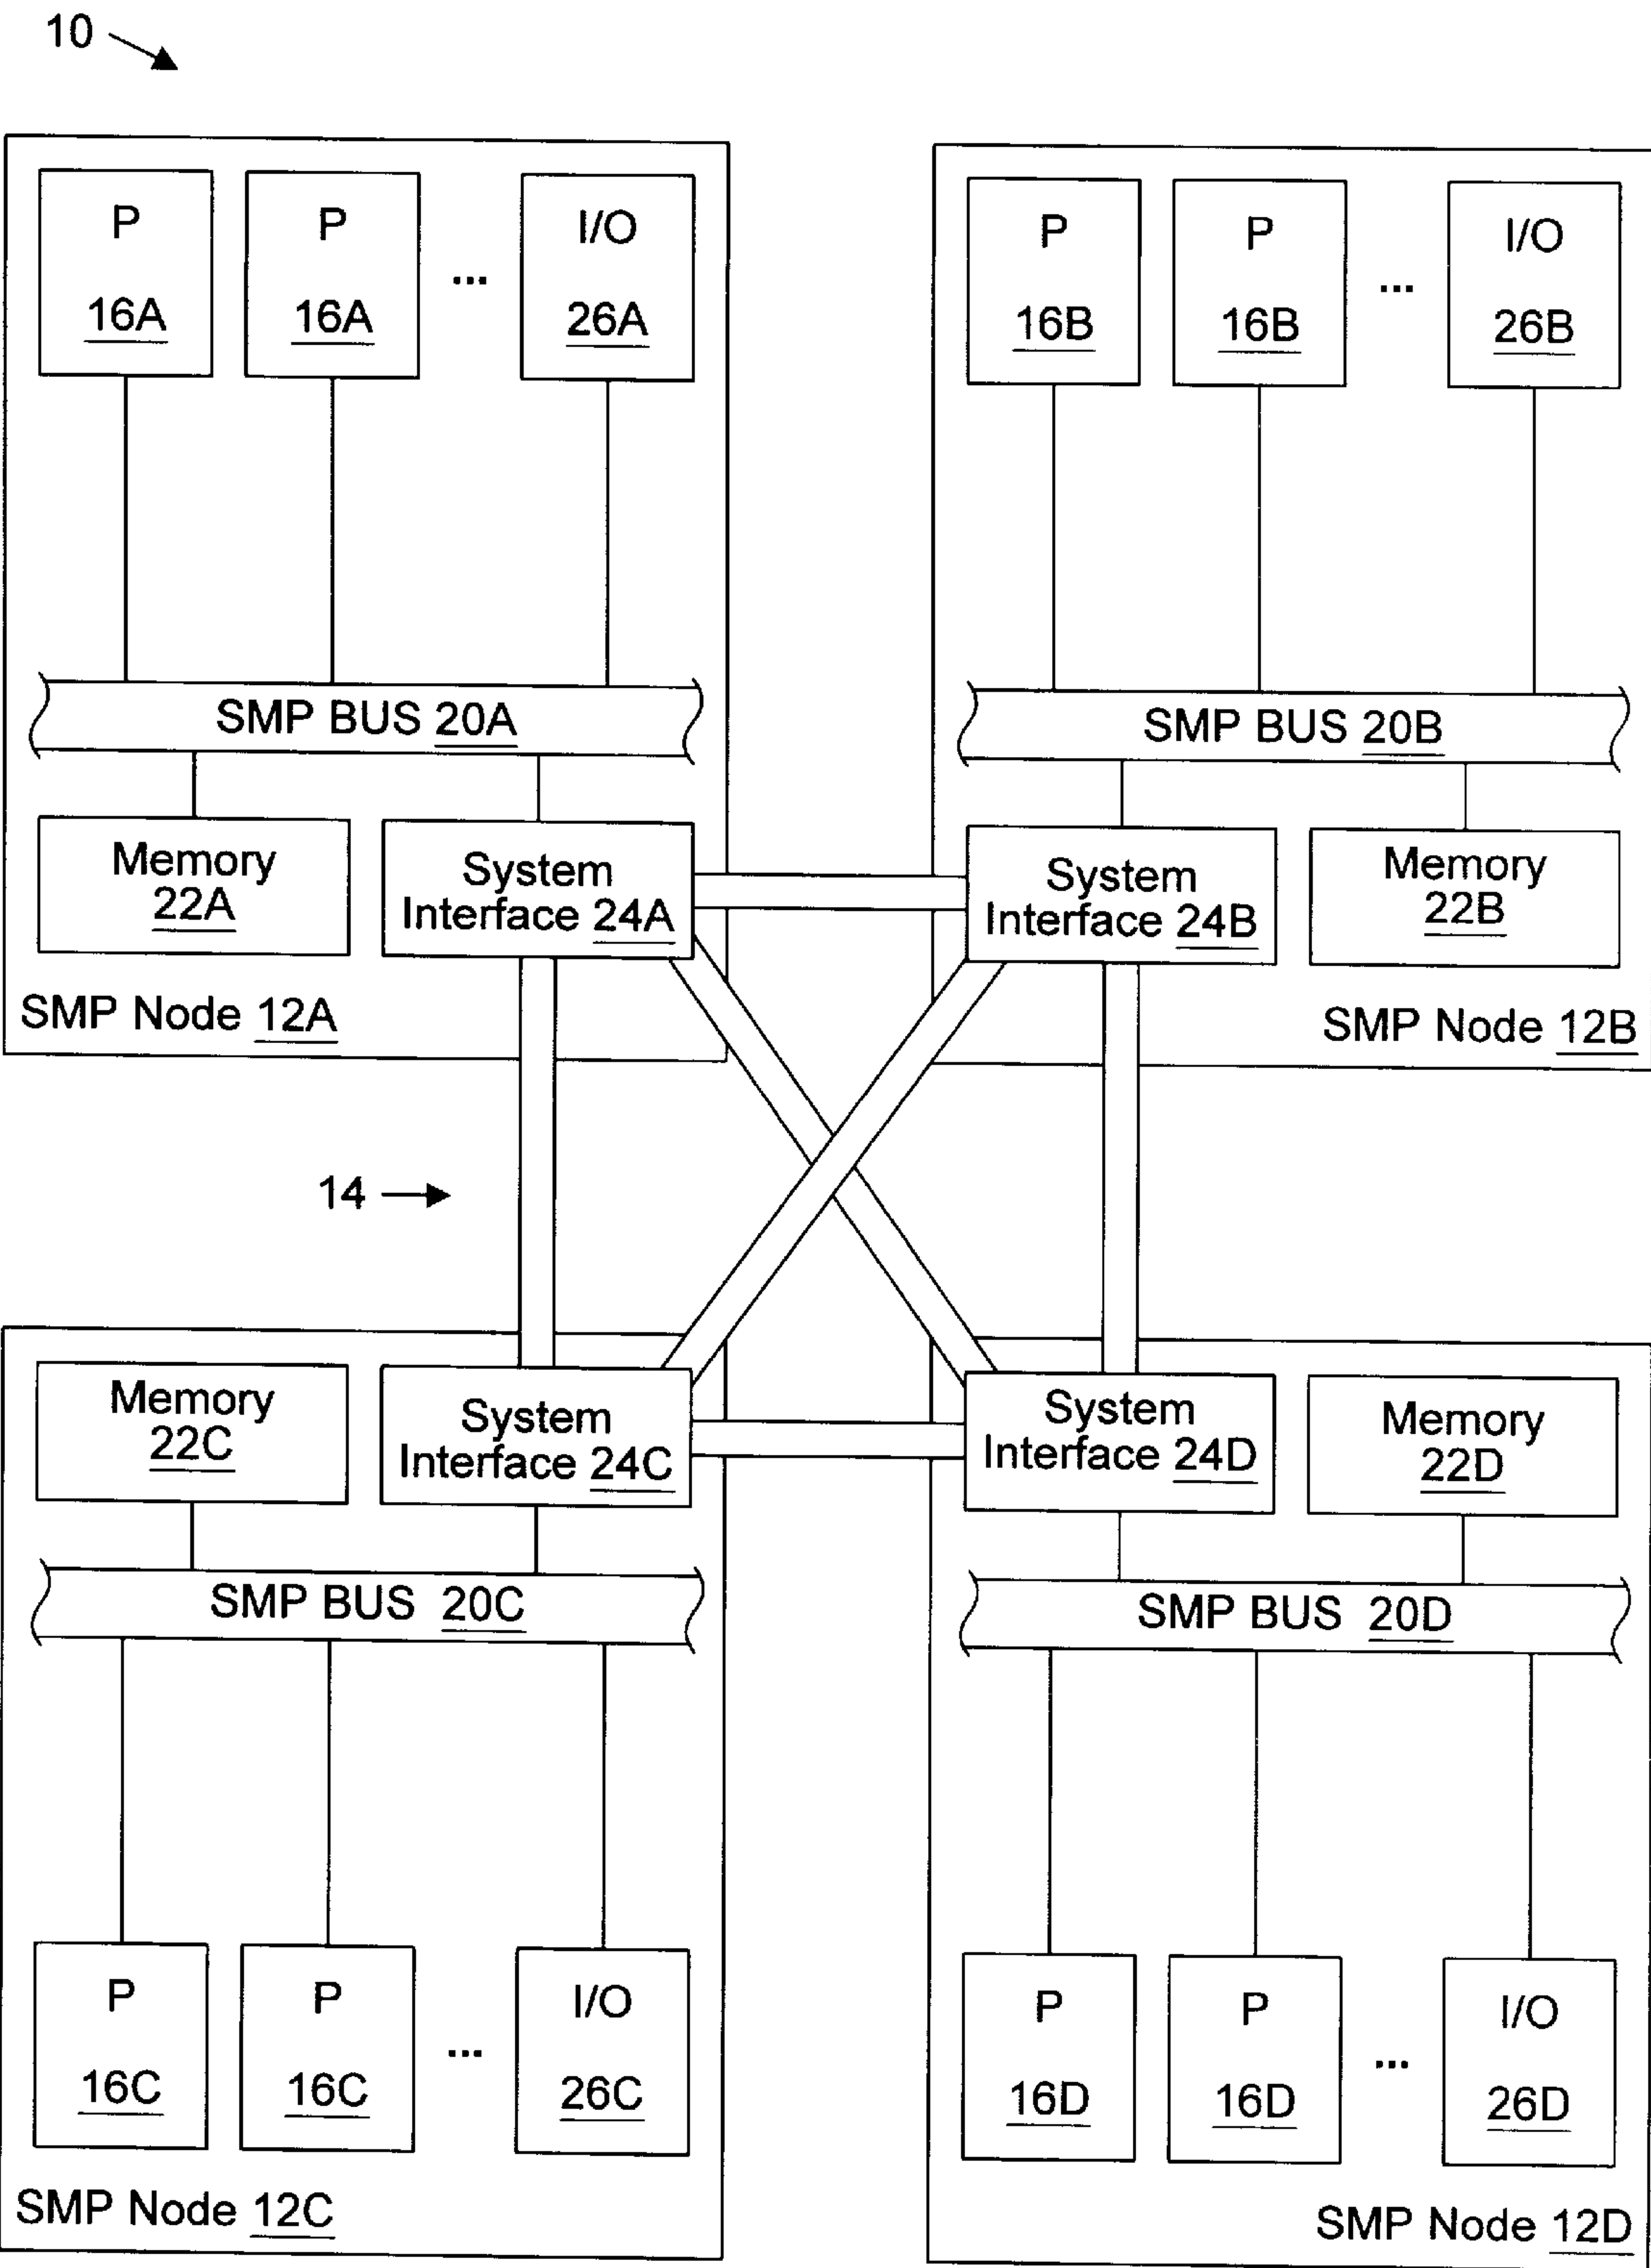 10
P
16A
P
16A
...
I/O
26A
SMP BUS 20A
Memory
22A
System
Interface 24A
SMP Node 12A
P
16B
P
16B
...
I/O
26B
SMP BUS 20B
System
Interface 24B
Memory
22B
SMP Node 12B
14
Memory
22C
System
Interface 24C
SMP BUS 20C
P
16C
P
16C
...
I/O
26C
SMP Node 12C
System
Interface 24D
Memory
22D
SMP BUS 20D
P
16D
P
16D
...
I/O
26D
SMP Node 12D